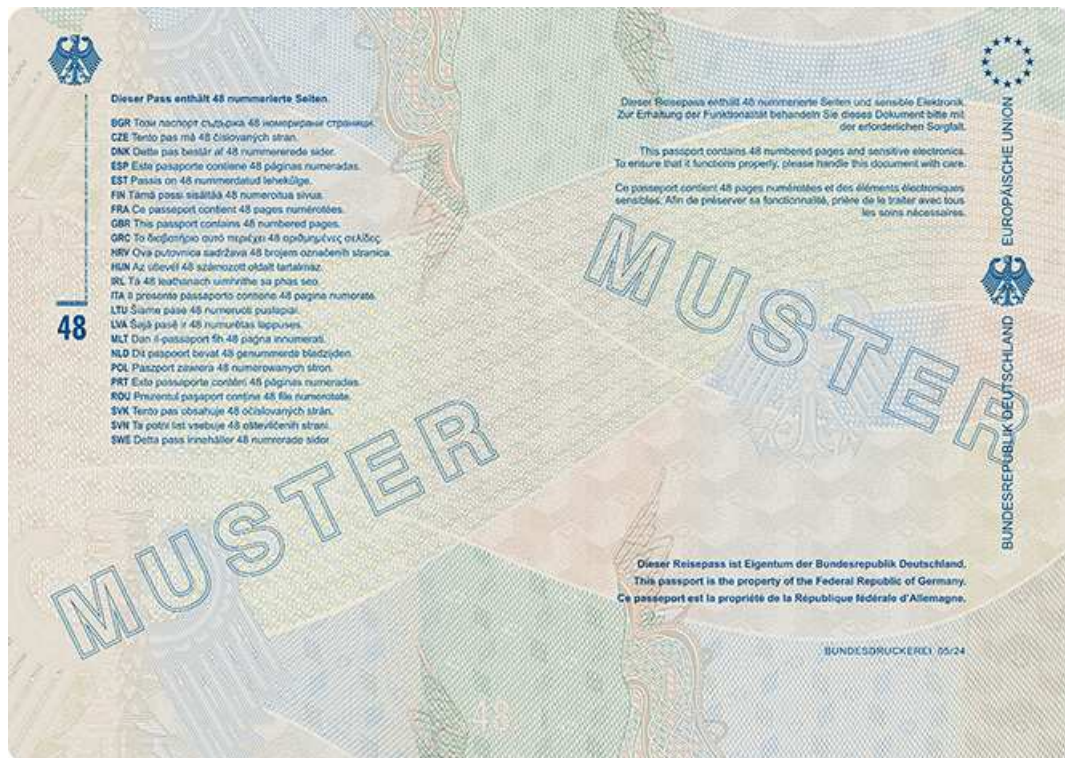 Dieser Pass enthält 48 nummerierte Seiten.
BGR Този паспорт съдържа 48 номерирани страници.
CZE Tento pas má 48 číslovaných stran.
DNK Dette pas består af 48 nummererede sider.
ESP Este pasaporte contiene 48 páginas numeradas.
EST Passis on 48 nummerdatud lehekülge.
FIN Tämä passi sisältää 48 numeroitua sivua.
FRA Ce passeport contient 48 pages numérotées.
GBR This passport contains 48 numbered pages.
GRC Το διαβατήριο αυτό περιέχει 48 αριθμημένες σελίδες.
HRV Ova putovnica sadržava 48 brojem označenih stranica.
HUN Az útlevél 48 számozott oldalt tartalmaz.
IRL Tá 48 leathanach uimhrithe sa phas seo.
ITA Il presente passaporto contiene 48 pagine numerate.
LTU Šiame pase 48 numeruoti puslapiai.
LVA Šajā pasē ir 48 numurētas lappuses.
MLT Dan il-passaport fih 48 paġna innumerati.
NLD Dit paspoort bevat 48 genummerde bladzijden.
POL Paszport zawiera 48 numerowanych stron.
PRT Este passaporte contém 48 páginas numeradas.
ROU Prezentul paşaport conţine 48 file numerotate.
SVK Tento pas obsahuje 48 očíslovaných strán.
SVN Ta potni list vsebuje 48 oštevilčenih strani.
SWE Detta pass innehåller 48 numrerade sidor
48
MUSTER
Dieser Reisepass enthält 48 nummerierte Seiten und sensible Elektronik.
Zur Erhaltung der Funktionalität behandeln Sie dieses Dokument bitte mit
der erforderlichen Sorgfalt.
This passport contains 48 numbered pages and sensitive electronics.
To ensure that it functions properly, please handle this document with care.
Ce passeport contient 48 pages numérotées et des éléments électroniques
sensibles. Afin de préserver sa fonctionnalité, prière de le traiter avec tous
les soins nécessaires.
MUSTER
BUNDESREPUBLIK DEUTSCHLAND EUROPÄISCHE UNION
Dieser Reisepass ist Eigentum der Bundesrepublik Deutschland.
This passport is the property of the Federal Republic of Germany.
Ce passeport est la propriété de la République fédérale d'Allemagne.
BUNDESDRUCKEREI 05/24
48